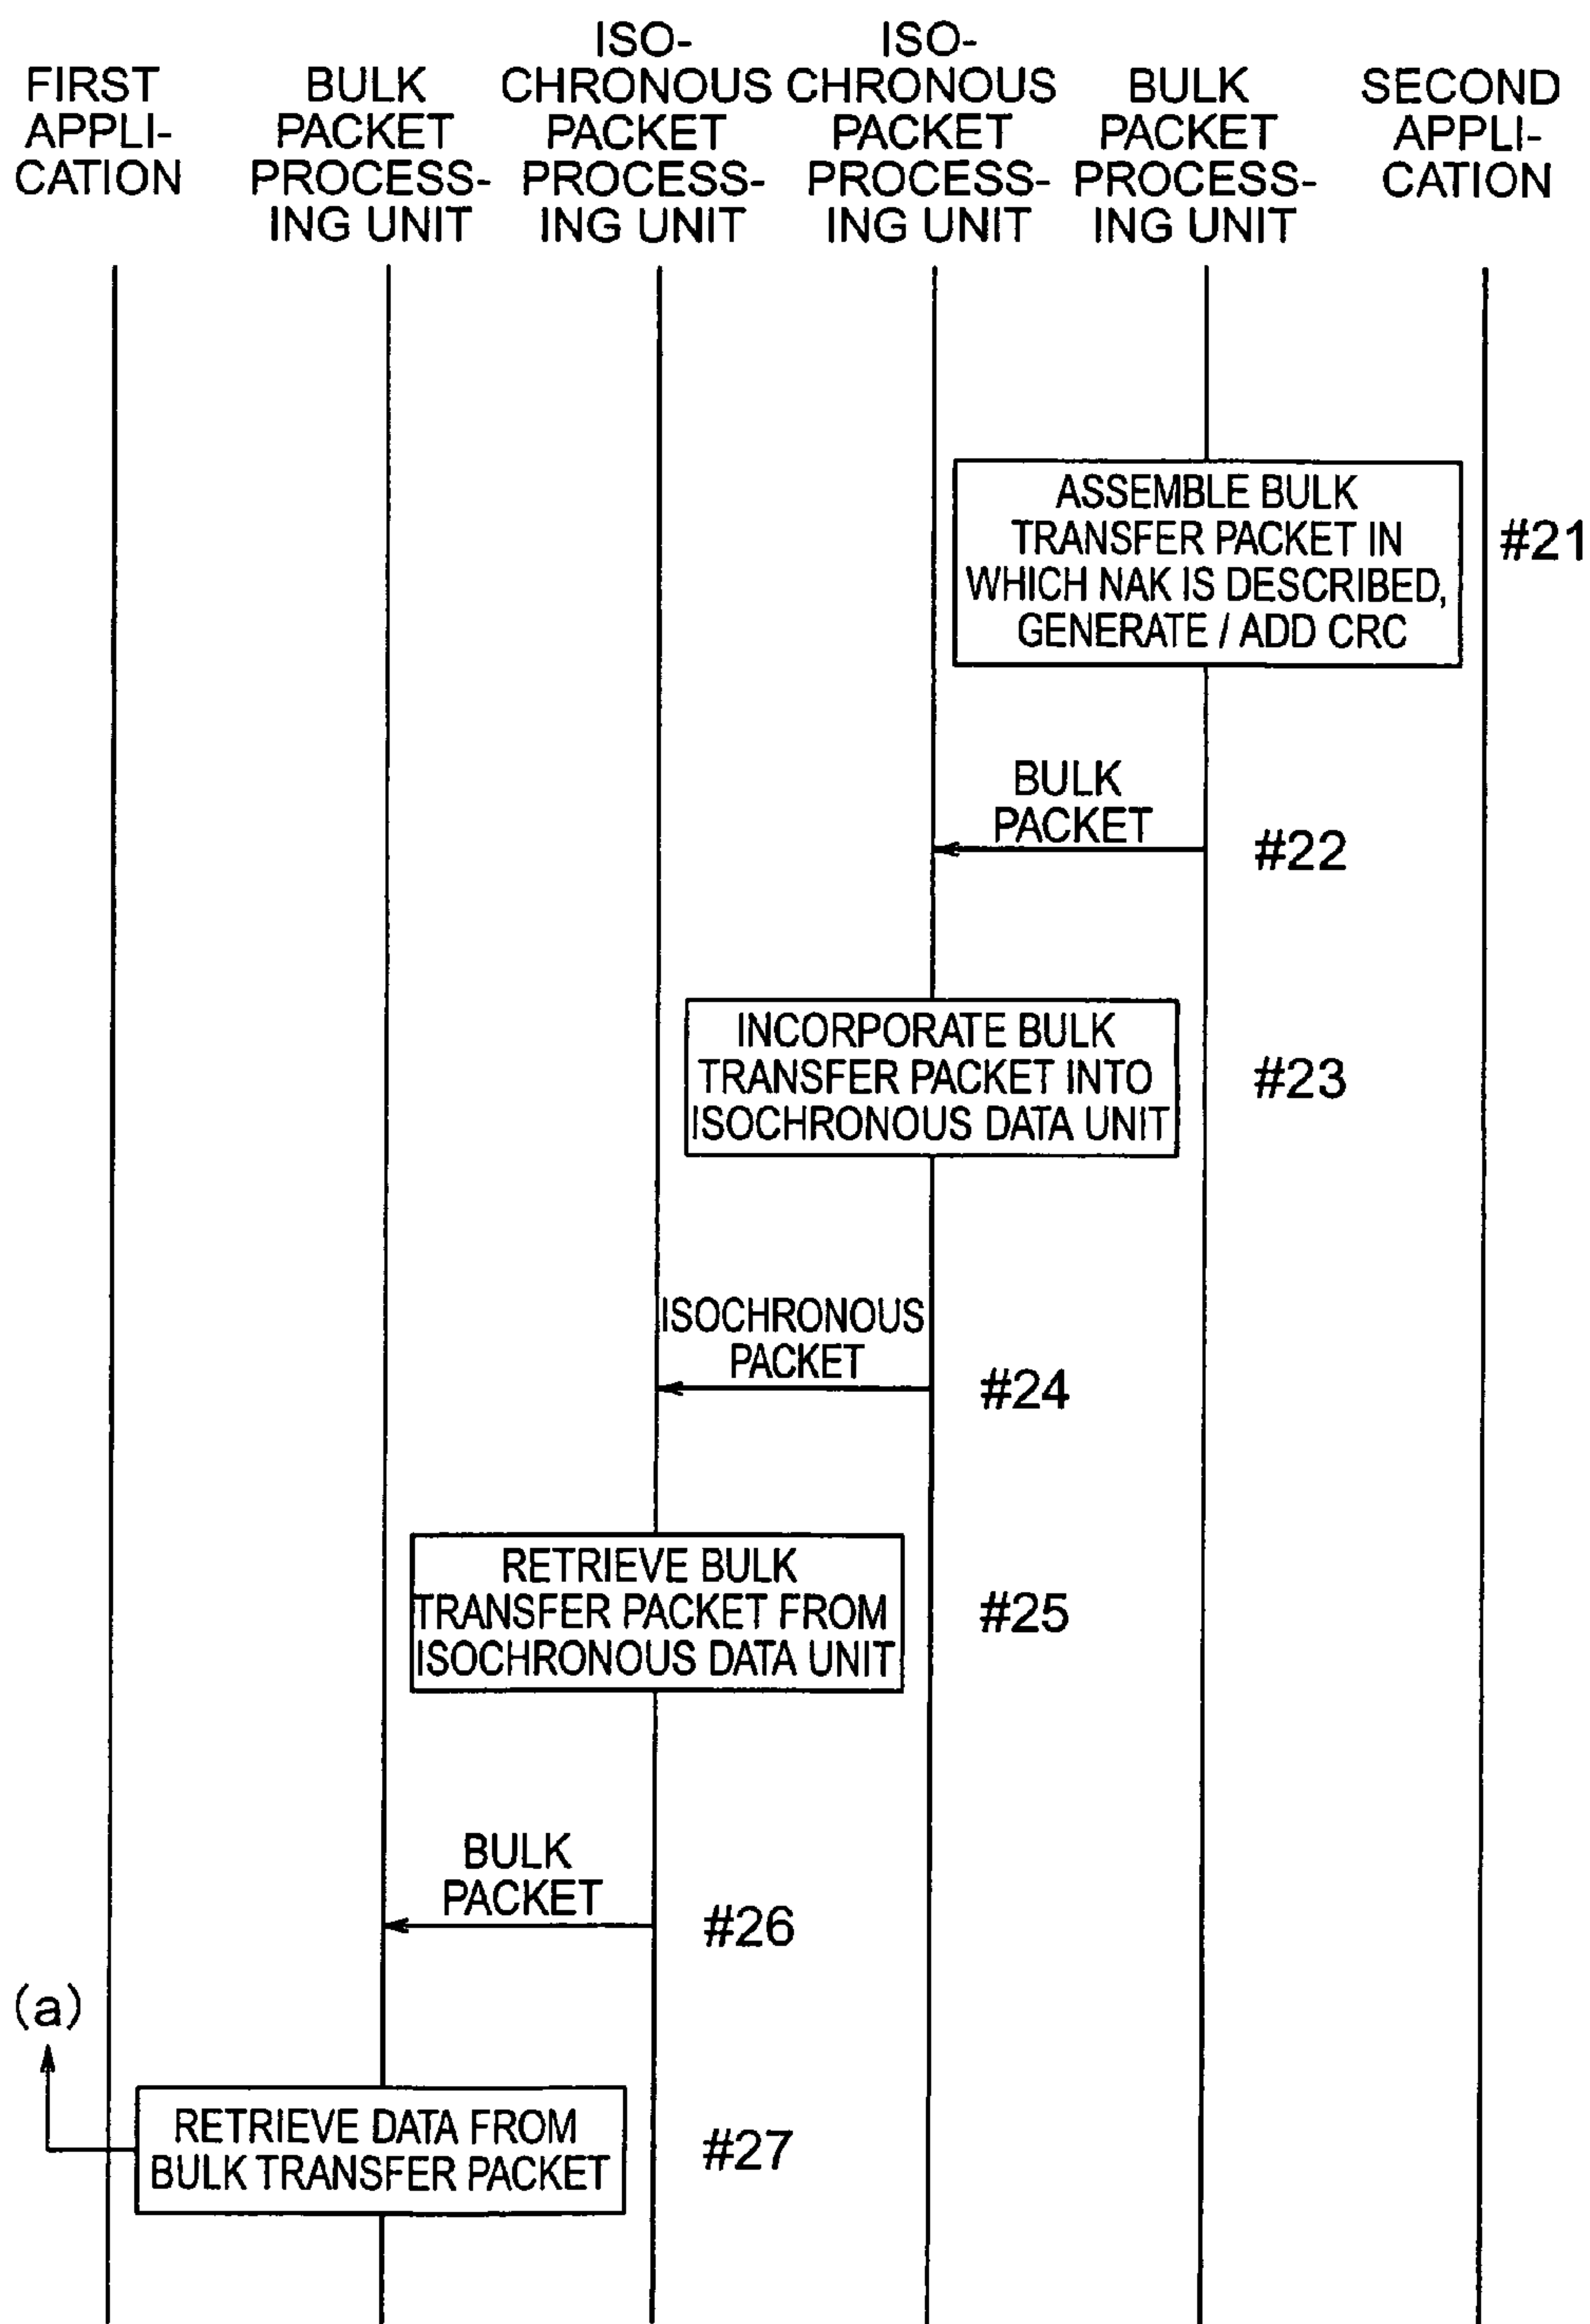 FIRST
APPLI-
CATION
BULK
PACKET
PROCESS-
ING UNIT
ISO-
CHRONOUS
PACKET
PROCESS-
ING UNIT
ISO-
CHRONOUS
PACKET
PROCESS-
ING UNIT
BULK
PACKET
PROCESS-
ING UNIT
SECOND
APPLI-
CATION
ASSEMBLE BULK
TRANSFER PACKET IN
WHICH NAK IS DESCRIBED,
GENERATE / ADD CRC
#21
BULK
PACKET
#22
INCORPORATE BULK
TRANSFER PACKET INTO
ISOCHRONOUS DATA UNIT
#23
ISOCHRONOUS
PACKET
#24
RETRIEVE BULK
TRANSFER PACKET FROM
ISOCHRONOUS DATA UNIT
#25
BULK
PACKET
#26
(a)
RETRIEVE DATA FROM
BULK TRANSFER PACKET
#27